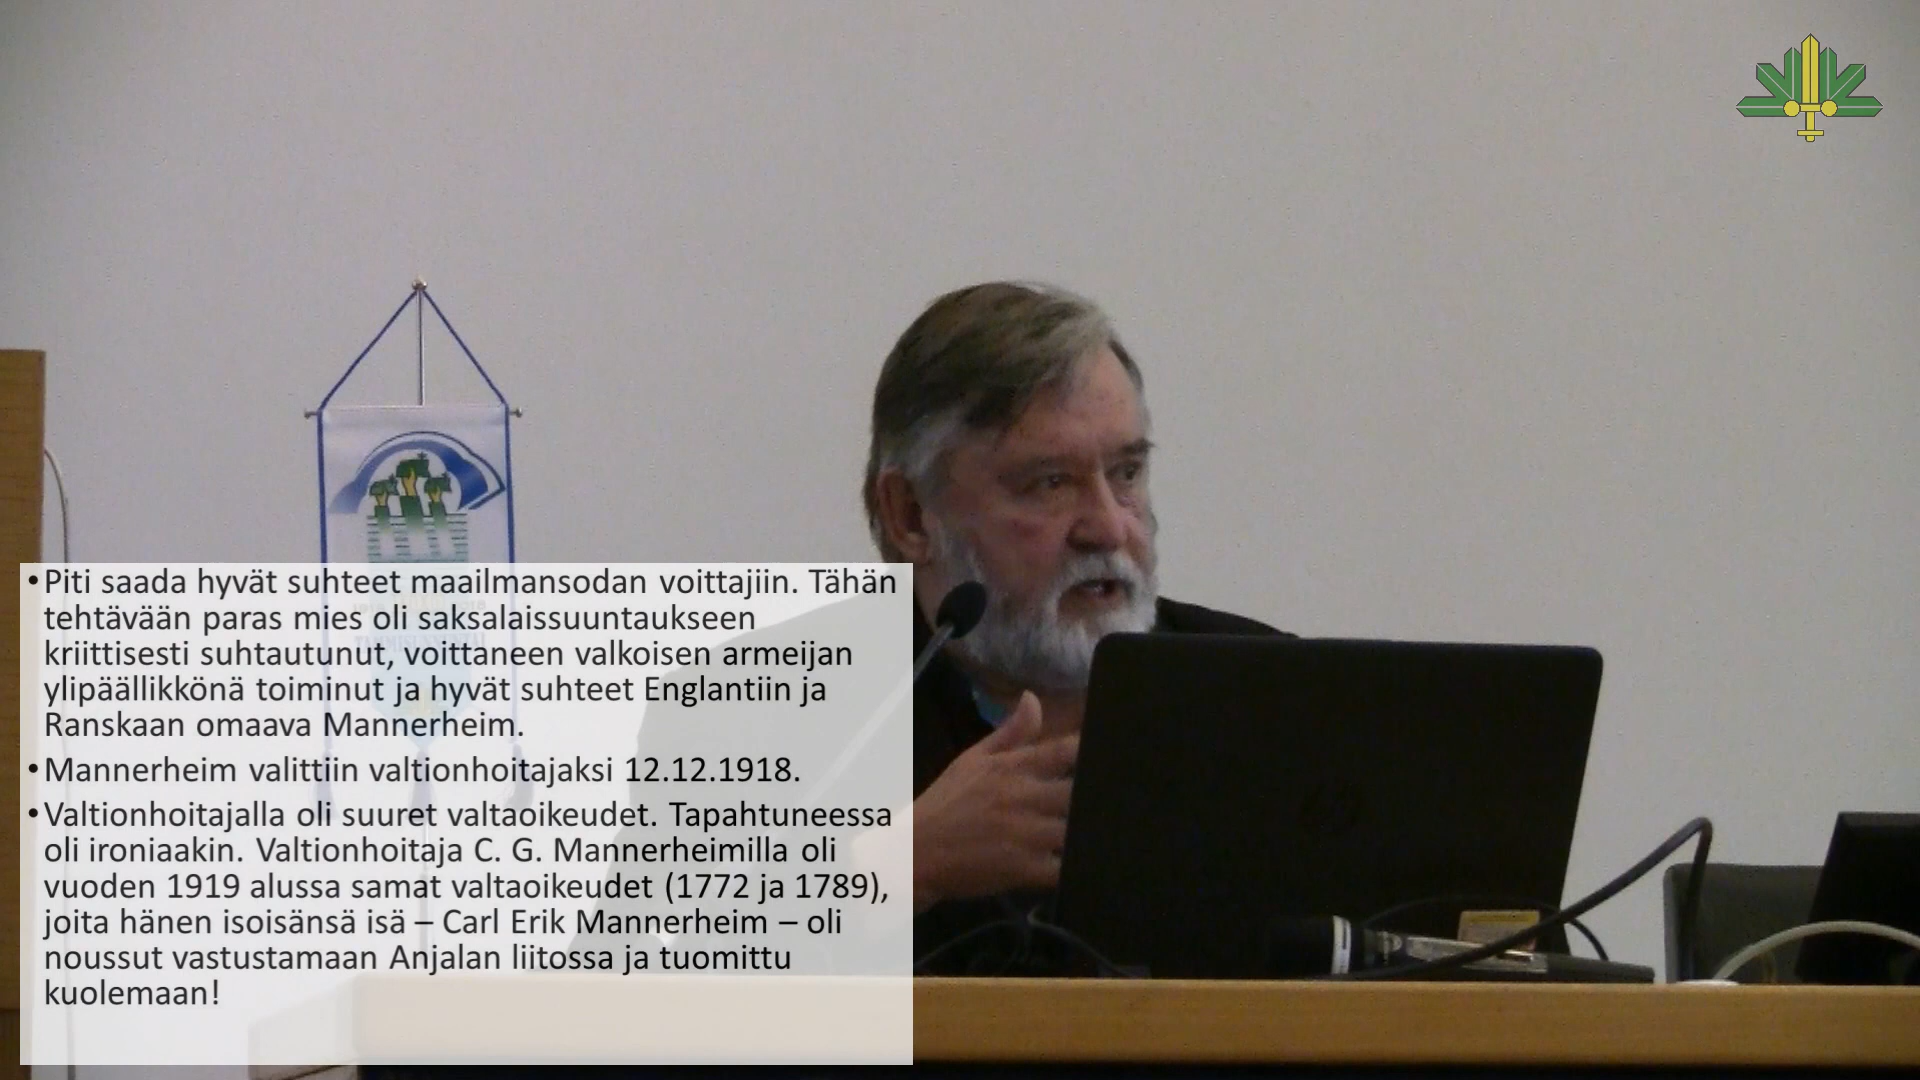 •Piti saada hyvät suhteet maailmansodan voittajiin. Tähän
tehtävään paras mies oli saksalaissuuntaukseen
kriittisesti suhtautunut, voittaneen valkoisen armeijan
ylipäällikkönä toiminut ja hyvät suhteet Englantiin ja
Ranskaan omaava Mannerheim.
•Mannerheim valittiin valtionhoitajaksi 12.12.1918.
•Valtionhoitajalla oli suuret valtaoikeudet. Tapahtuneessa
oli ironiaakin. Valtionhoitaja C. G. Mannerheimilla oli
vuoden 1919 alussa samat valtaoikeudet (1772 ja 1789),
joita hänen isoisänsä isä – Carl Erik Mannerheim – oli
noussut vastustamaan Anjalan liitossa ja tuomittu
kuolemaan!